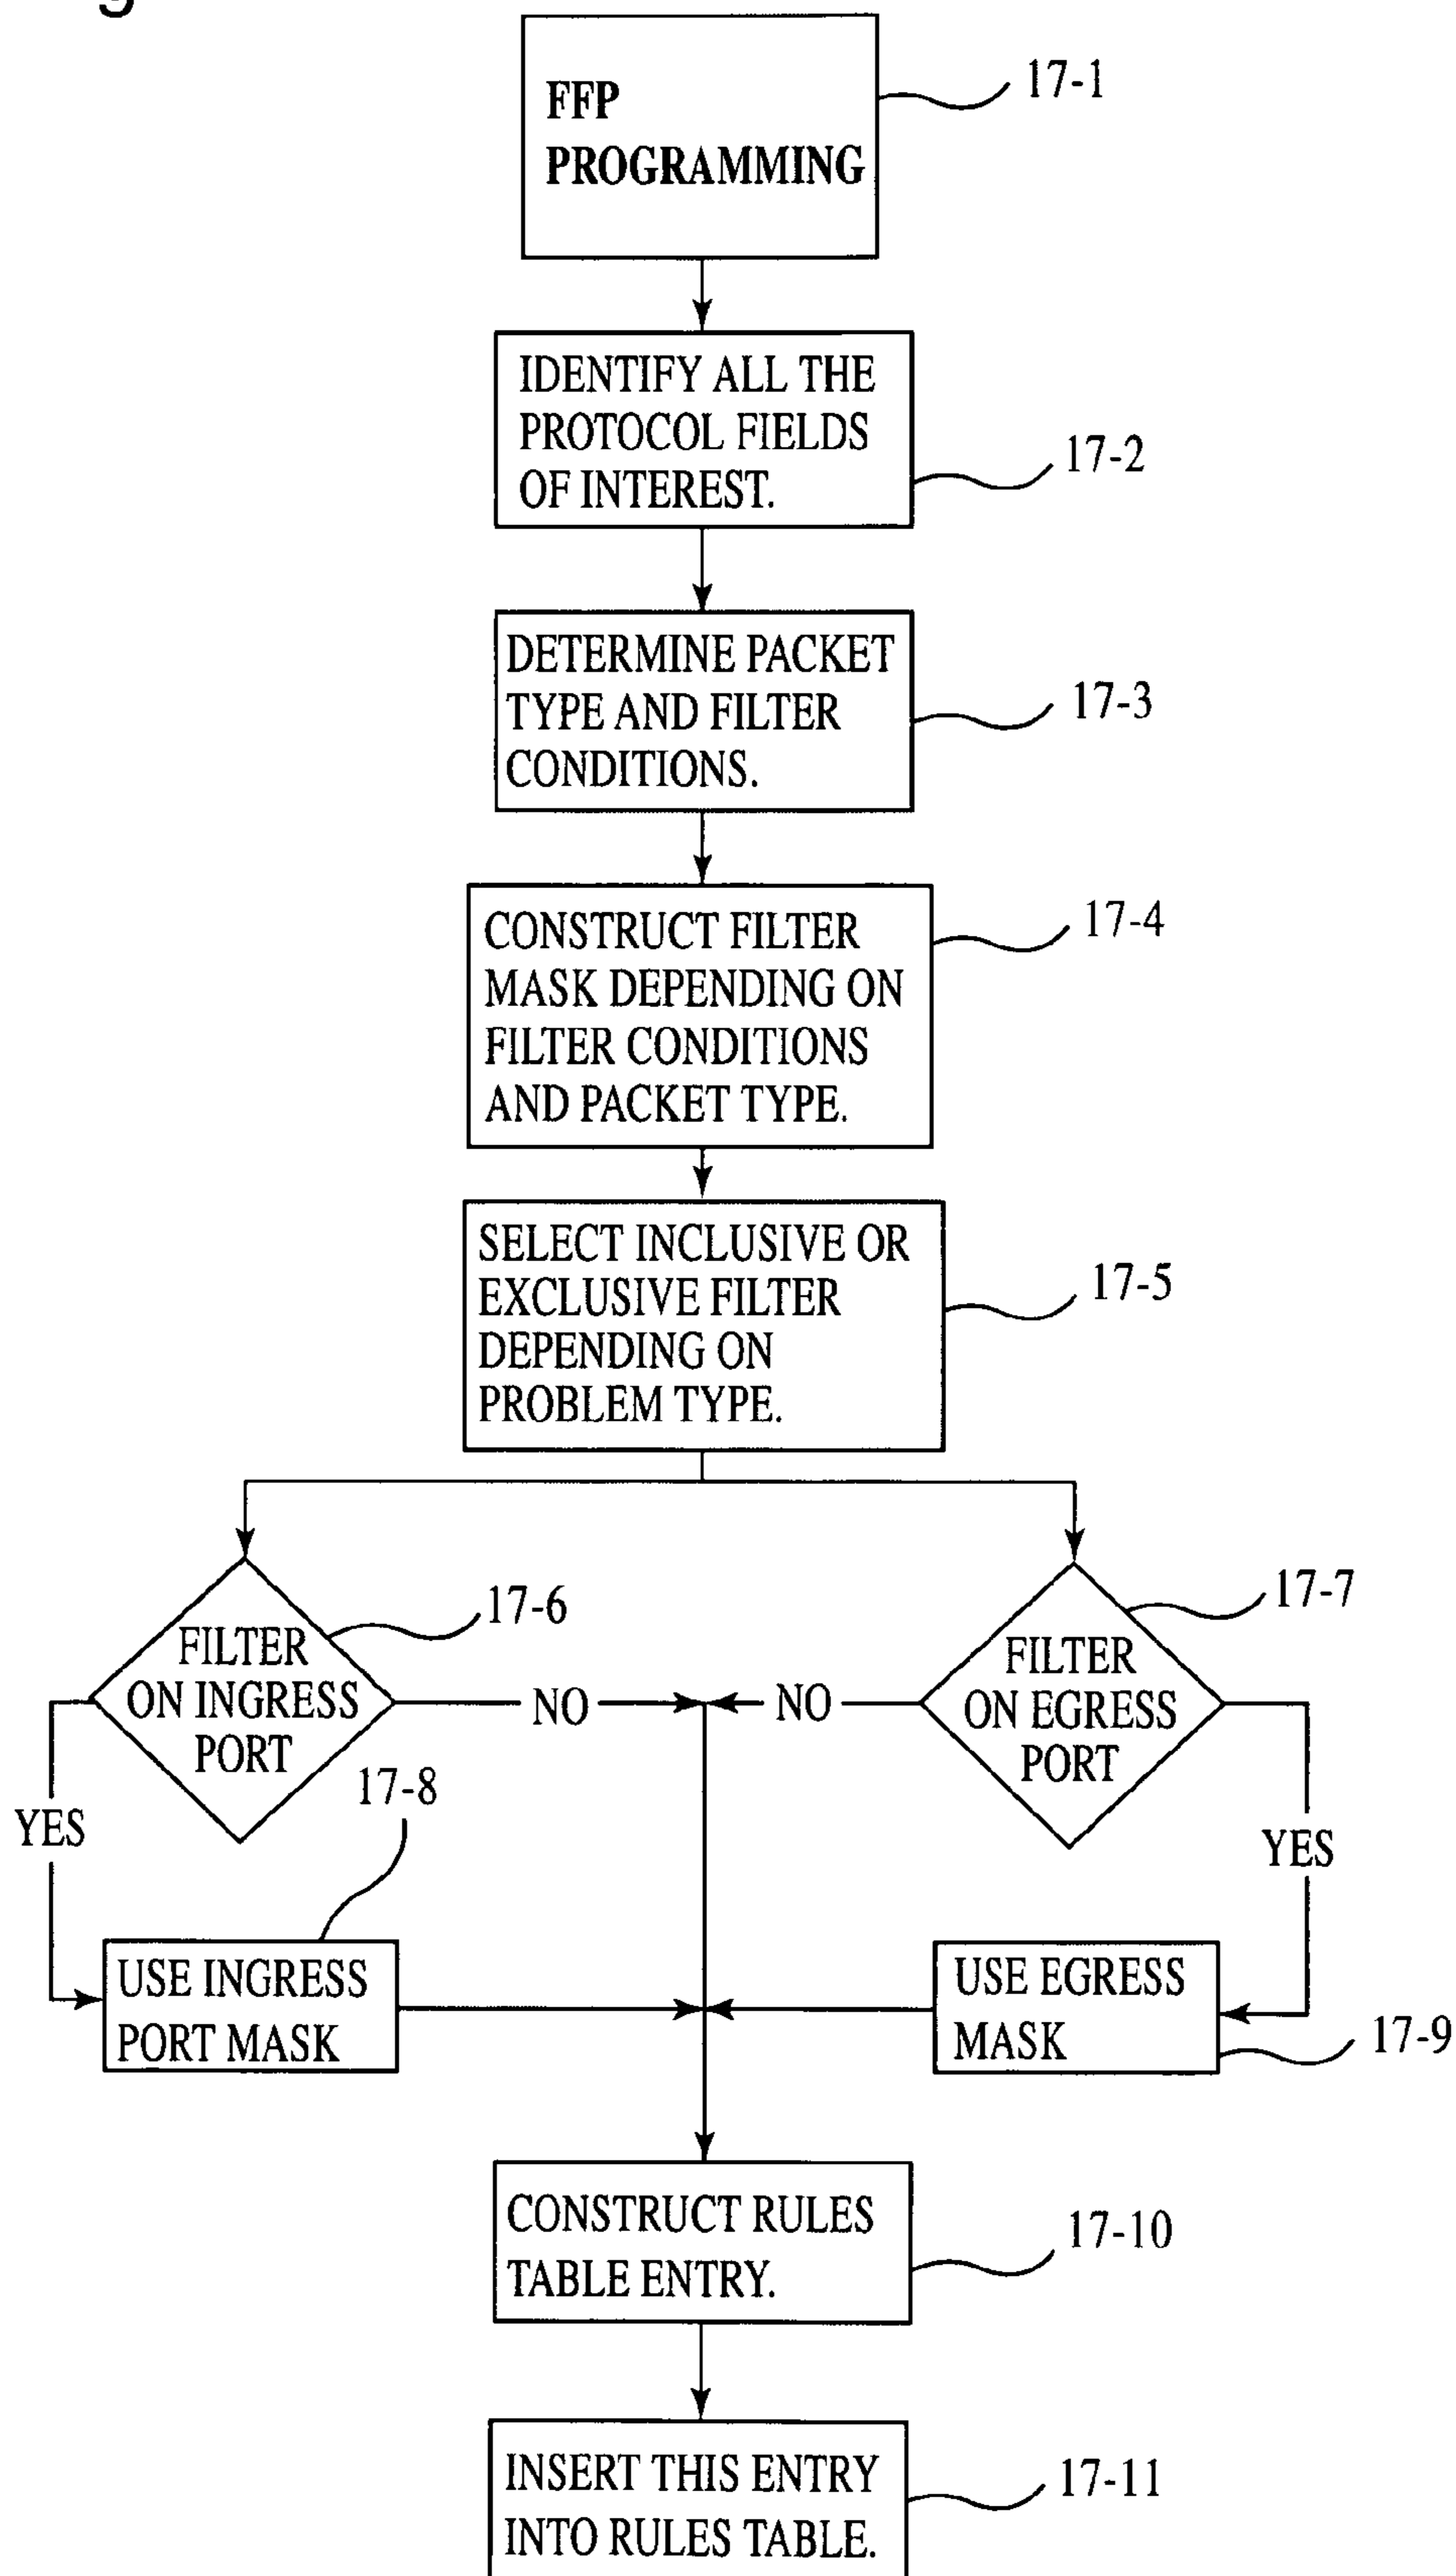 FFP
PROGRAMMING
17-1
IDENTIFY ALL THE
PROTOCOL FIELDS
OF INTEREST.
17-2
DETERMINE PACKET
TYPE AND FILTER
CONDITIONS.
17-3
CONSTRUCT FILTER
MASK DEPENDING ON
FILTER CONDITIONS
AND PACKET TYPE.
17-4
SELECT INCLUSIVE OR
EXCLUSIVE FILTER
DEPENDING ON
PROBLEM TYPE.
17-5
FILTER
ON INGRESS
PORT
17-6
NO
NO
FILTER
ON EGRESS
PORT
17-7
YES
17-8
YES
USE INGRESS
PORT MASK
USE EGRESS
MASK
17-9
CONSTRUCT RULES
TABLE ENTRY.
17-10
INSERT THIS ENTRY
INTO RULES TABLE.
17-11